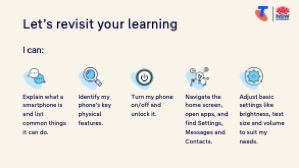 Let's revisit your learning
I can:
Explain what a
smartphone is
and list
common things
it can do.
Identify my
phone's key
physical
features.
Turn my phone
on/off and
unlock it.
Navigate the
home screen,
open apps, and
find Settings,
Messages and
Contacts.
Adjust basic
settings like
brightness, text
size and volume
to suit my
needs.